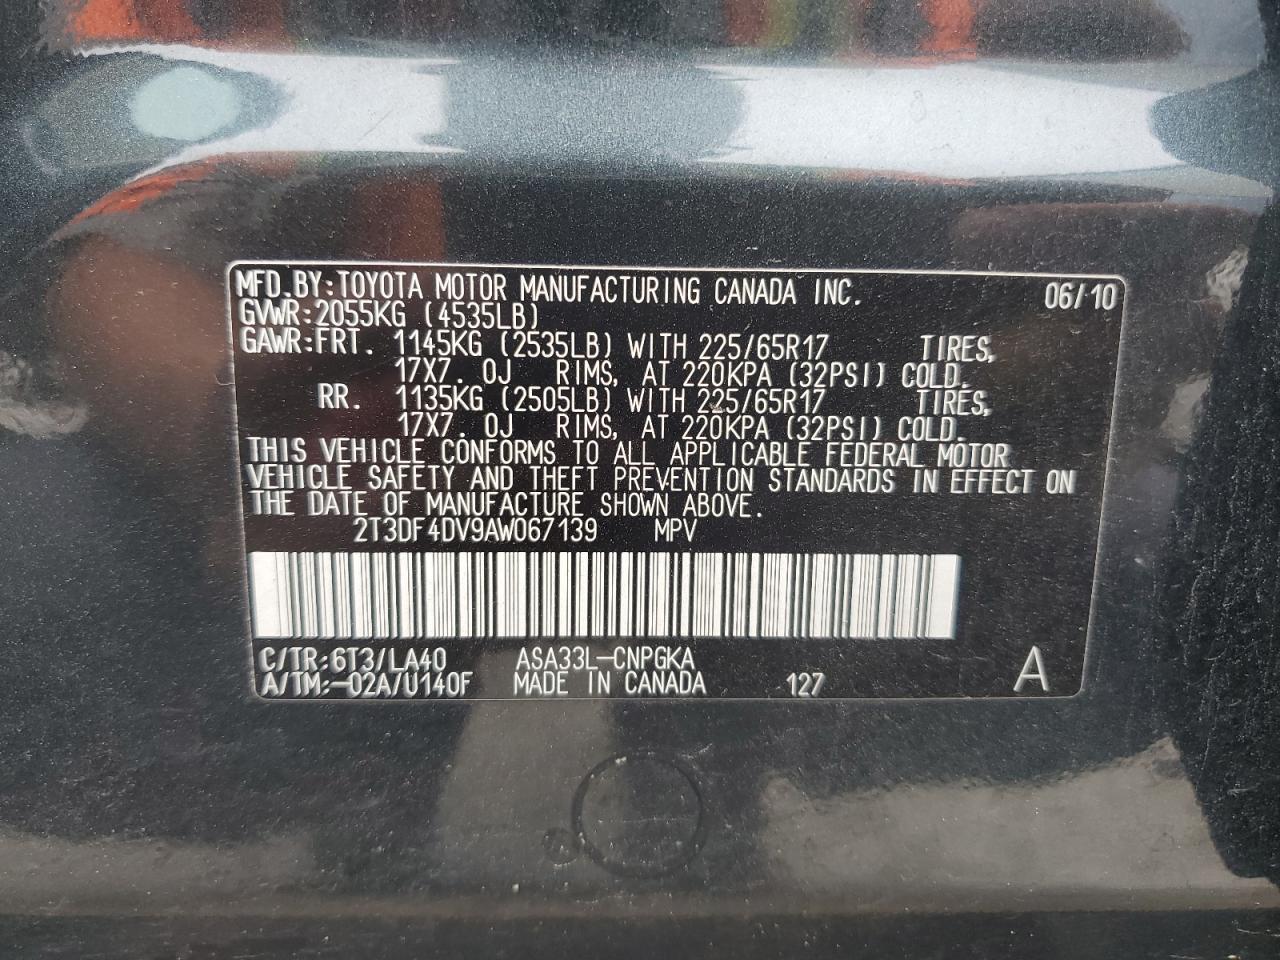 MFD.BY:TOYOTA MOTOR MANUFACTURING CANADA INC. 06/10
GVWR:2055KG (4535LB)
GAWR:FRT. 1145KG (2535LB) WITH 225/65R17 TIRES,
17X7.0J RIMS, AT 220KPA (32PSI) COLD.
RR. 1135KG (2505LB) WITH 225/65R17 TIRES,
17X7.0J RIMS, AT 220KPA (32PSI) COLD.
THIS VEHICLE CONFORMS TO ALL APPLICABLE FEDERAL MOTOR
VEHICLE SAFETY AND THEFT PREVENTION STANDARDS IN EFFECT ON
THE DATE OF MANUFACTURE SHOWN ABOVE.
2T3DF4DV9AW067139 MPV
C/TR:6T3/LA40 ASA33L-CNPGKA
A/TM:-02A/U140F MADE IN CANADA 127 A